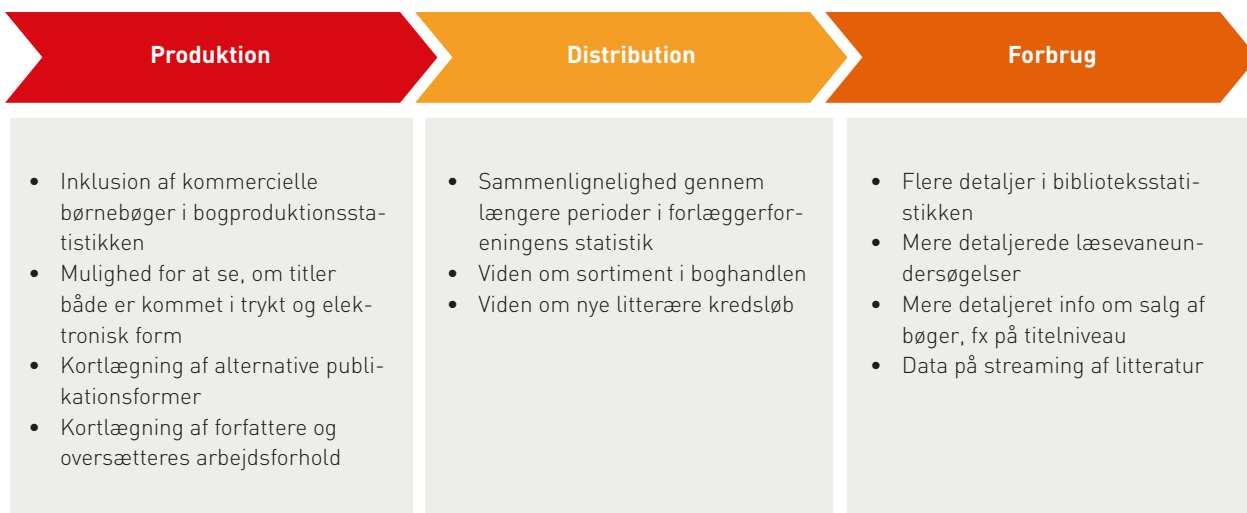 Produktion
• Inklusion af kommercielle
børnebøger i bogproduktionssta-
tistikken
• Mulighed for at se, om titler
både er kommet i trykt og elek-
tronisk form
• Kortlægning af alternative publi-
kationsformer
• Kortlægning af forfattere og
oversætteres arbejdsforhold
Distribution
• Sammenlignelighed gennem
længere perioder i forlæggerfor-
eningens statistik
• Viden om sortiment i boghandlen
• Viden om nye litterære kredsløb
Forbrug
• Flere detaljer i biblioteksstati-
stikken
• Mere detaljerede læsevaneun-
dersøgelser
• Mere detaljeret info om salg af
bøger, fx på titelniveau
• Data på streaming af litteratur